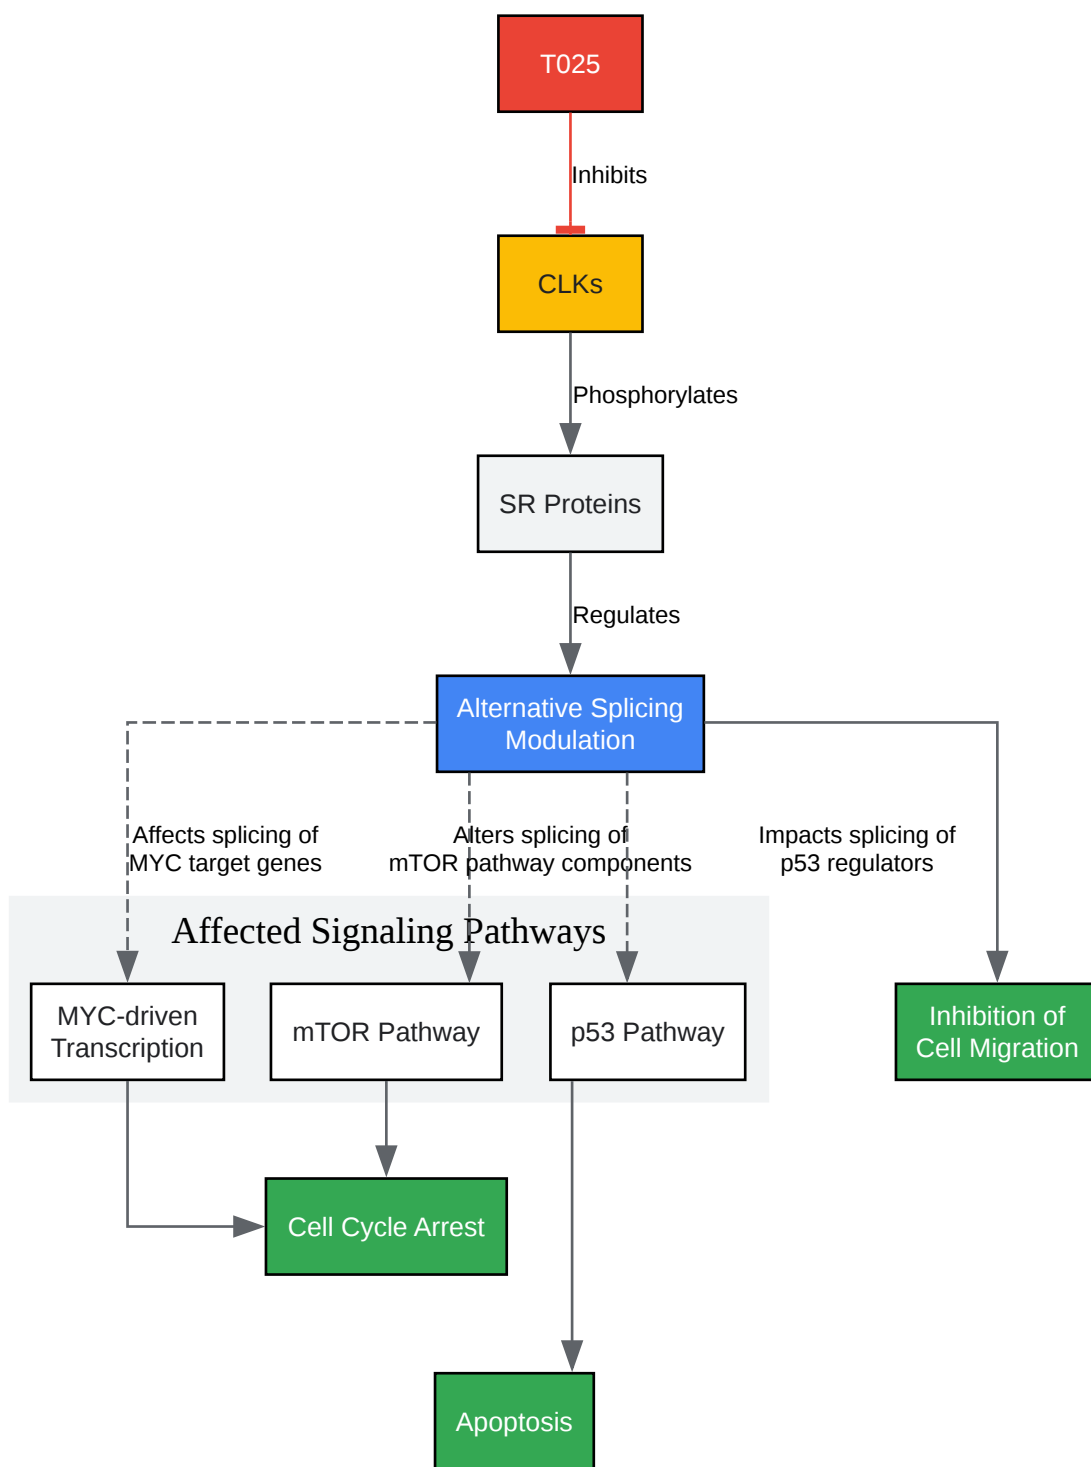 T025
Inhibits
CLKs
Phosphorylates
SR Proteins
Regulates
Alternative Splicing
Modulation
Affects splicing of
MYC target genes
Alters splicing of
mTOR pathway components
Impacts splicing of
p53 regulators
Affected Signaling Pathways
MYC-driven
Transcription
mTOR Pathway
p53 Pathway
Inhibition of
Cell Migration
Cell Cycle Arrest
Apoptosis